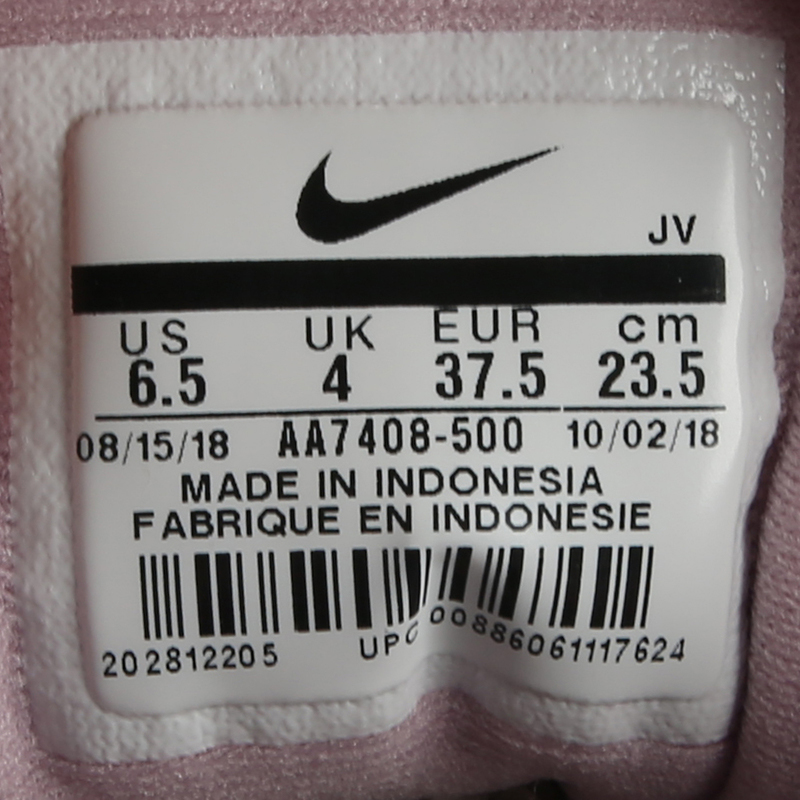 JV
US UK EUR cm
6.5 4 37.5 23.5
08/15/18 AA7408-500 10/02/18
MADE IN INDONESIA
FABRIQUE EN INDONESIE
202812205 UPC 00886061117624